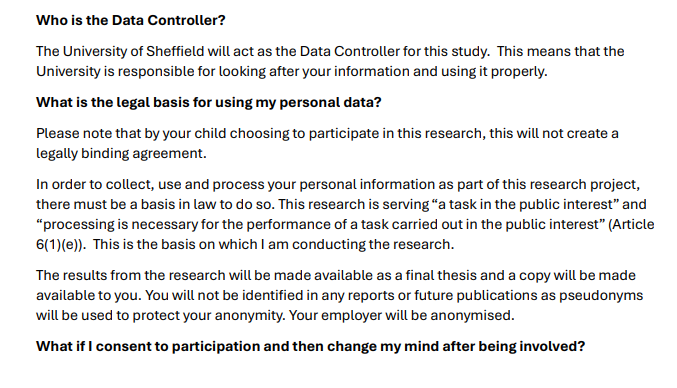 Who is the Data Controller?
The University of Sheffield will act as the Data Controller for this study.  This means that the
University is responsible for looking after your information and using it properly.
What is the legal basis for using my personal data?
Please note that by your child choosing to participate in this research, this will not create a
legally binding agreement.
In order to collect, use and process your personal information as part of this research project,
there must be a basis in law to do so. This research is serving “a task in the public interest” and
“processing is necessary for the performance of a task carried out in the public interest” (Article
6(1)(e)).  This is the basis on which I am conducting the research.
The results from the research will be made available as a final thesis and a copy will be made
available to you. You will not be identified in any reports or future publications as pseudonyms
will be used to protect your anonymity. Your employer will be anonymised.
What if I consent to participation and then change my mind after being involved?